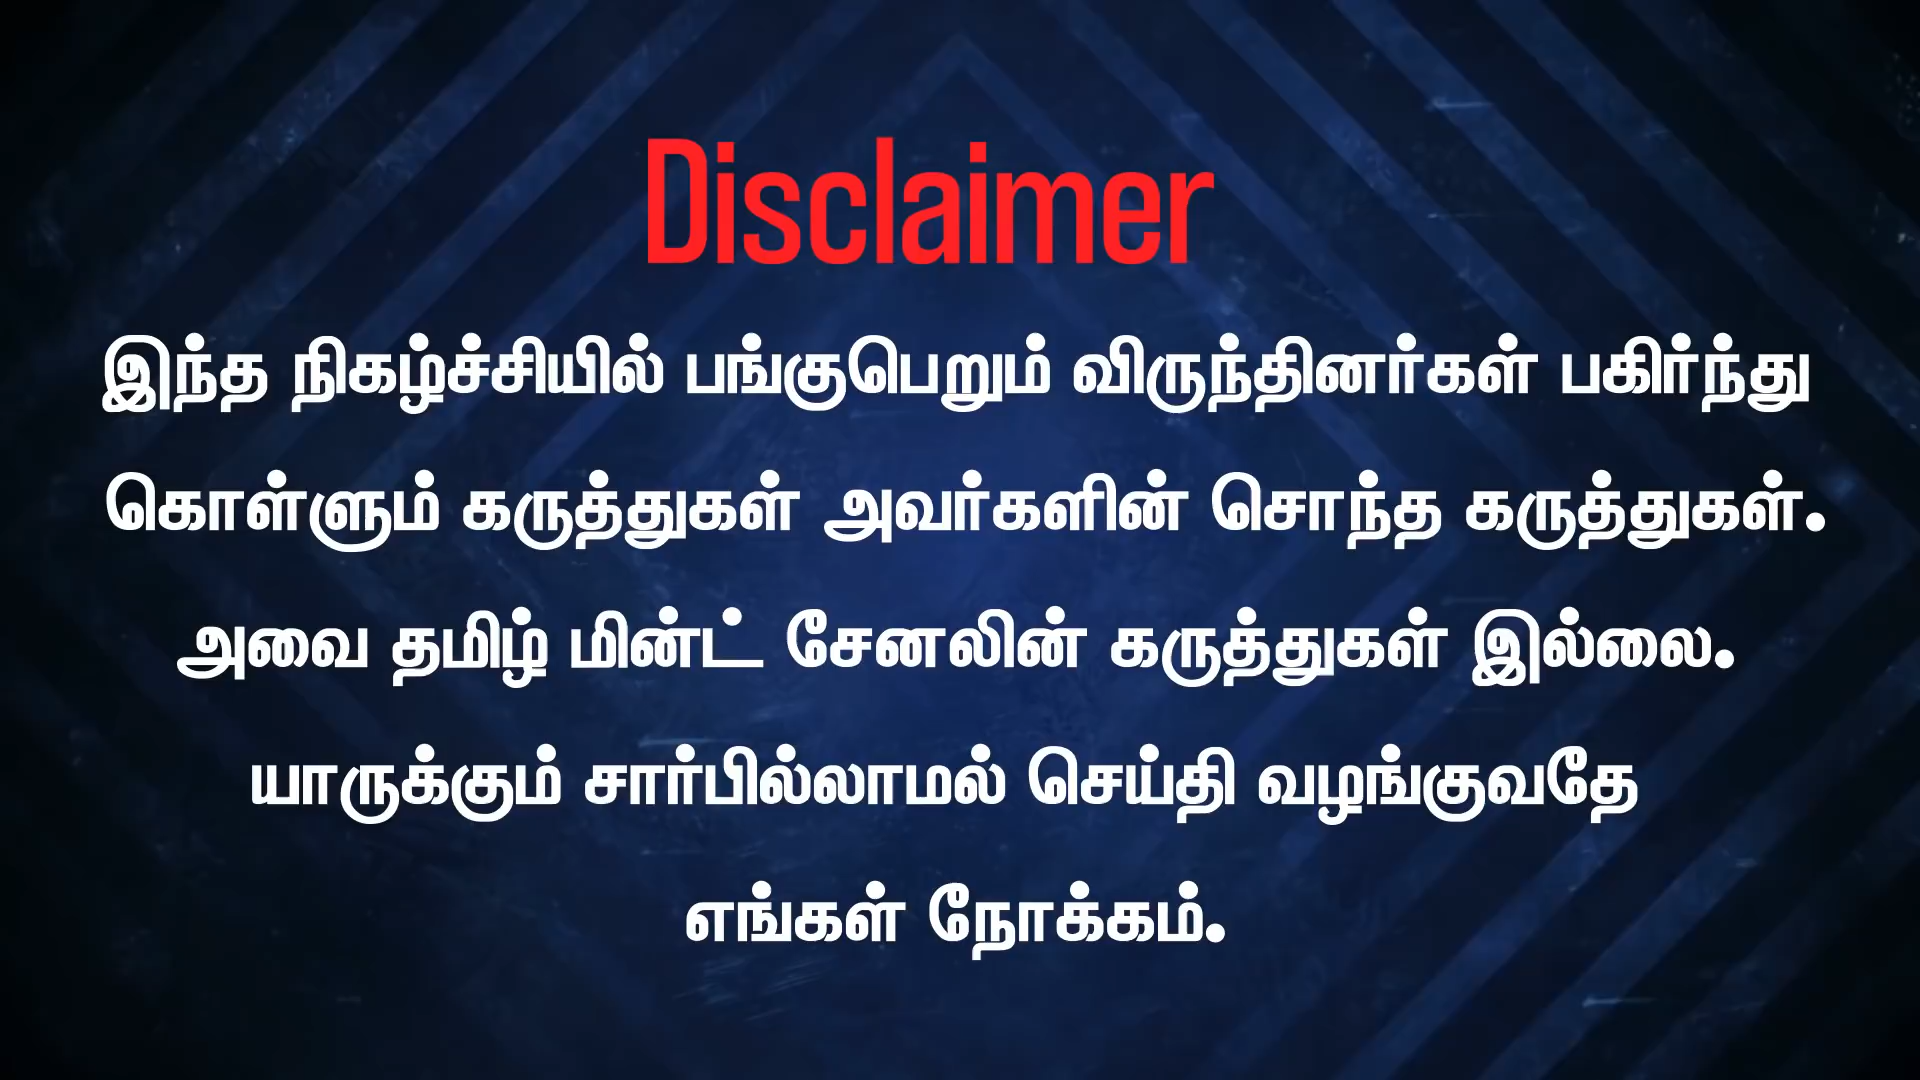 Disclaimer
இந்த நிகழ்ச்சியில் பங்குபெறும் விருந்தினர்கள் பகிர்ந்து
கொள்ளும் கருத்துகள் அவர்களின் சொந்த கருத்துகள்.
அவை தமிழ் மின்ட் சேனலின் கருத்துகள் இல்லை.
யாருக்கும் சார்பில்லாமல் செய்தி வழங்குவதே
எங்கள் நோக்கம்.